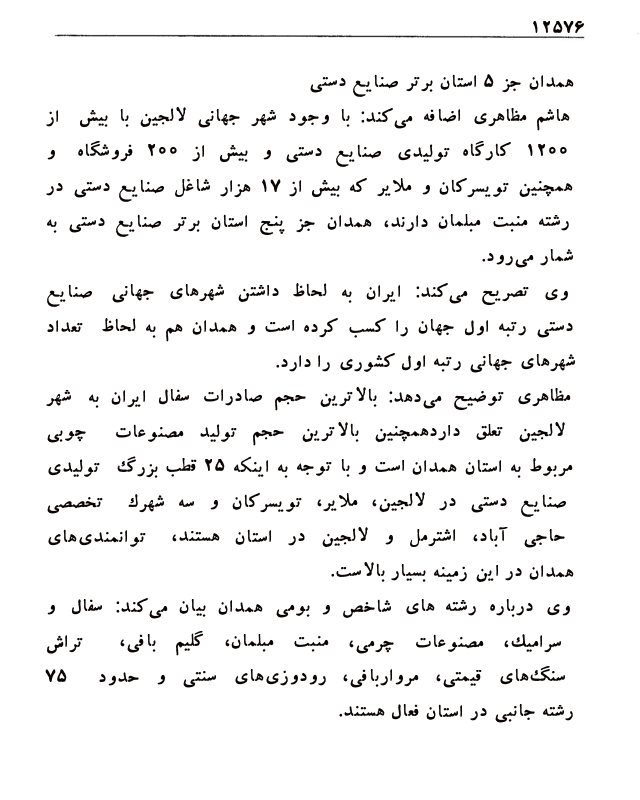 ۱۲۵۷۶
همدان جز ۵ استان برتر صنایع دستی
هاشم مظاهری اضافه می‌کند: با وجود شهر جهانی لالجین با بیش از
۱۲۰۰ کارگاه تولیدی صنایع دستی و بیش از ۲۰۰ فروشگاه و
همچنین تویسرکان و ملایر که بیش از ۱۷ هزار شاغل صنایع دستی در
رشته منبت مبلمان دارند، همدان جز پنج استان برتر صنایع دستی به
شمار می‌رود.
وی تصریح می‌کند: ایران به لحاظ داشتن شهرهای جهانی صنایع
دستی رتبه اول جهان را کسب کرده است و همدان هم به لحاظ تعداد
شهرهای جهانی رتبه اول کشوری را دارد.
مظاهری توضیح می‌دهد: بالاترین حجم صادرات سفال ایران به شهر
لالجین تعلق داردهمچنین بالاترین حجم تولید مصنوعات چوبی
مربوط به استان همدان است و با توجه به اینکه ۲۵ قطب بزرگ تولیدی
صنایع دستی در لالجین، ملایر، تویسرکان و سه شهرك تخصصی
حاجی آباد، اشترمل و لالجین در استان هستند، توانمندی‌های
همدان در این زمینه بسیار بالاست.
وی درباره رشته های شاخص و بومی همدان بیان می‌کند: سفال و
سرامیك، مصنوعات چرمی، منبت مبلمان، گلیم بافی، تراش
سنگ‌های قیمتی، مرواربافی، رودوزی‌های سنتی و حدود ۷۵
رشته جانبی در استان فعال هستند.